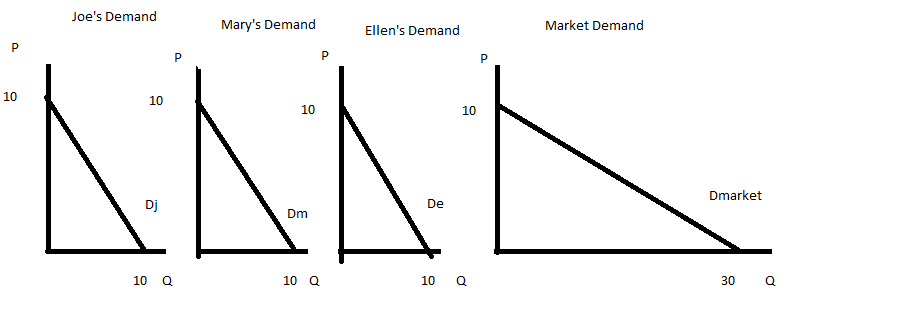 Joe's Demand
Mary's Demand
Ellen's Demand
Market Demand
P
10
Dj
10 Q
P
10
Dm
10 Q
P
10
De
10 Q
P
10
Dmarket
30 Q